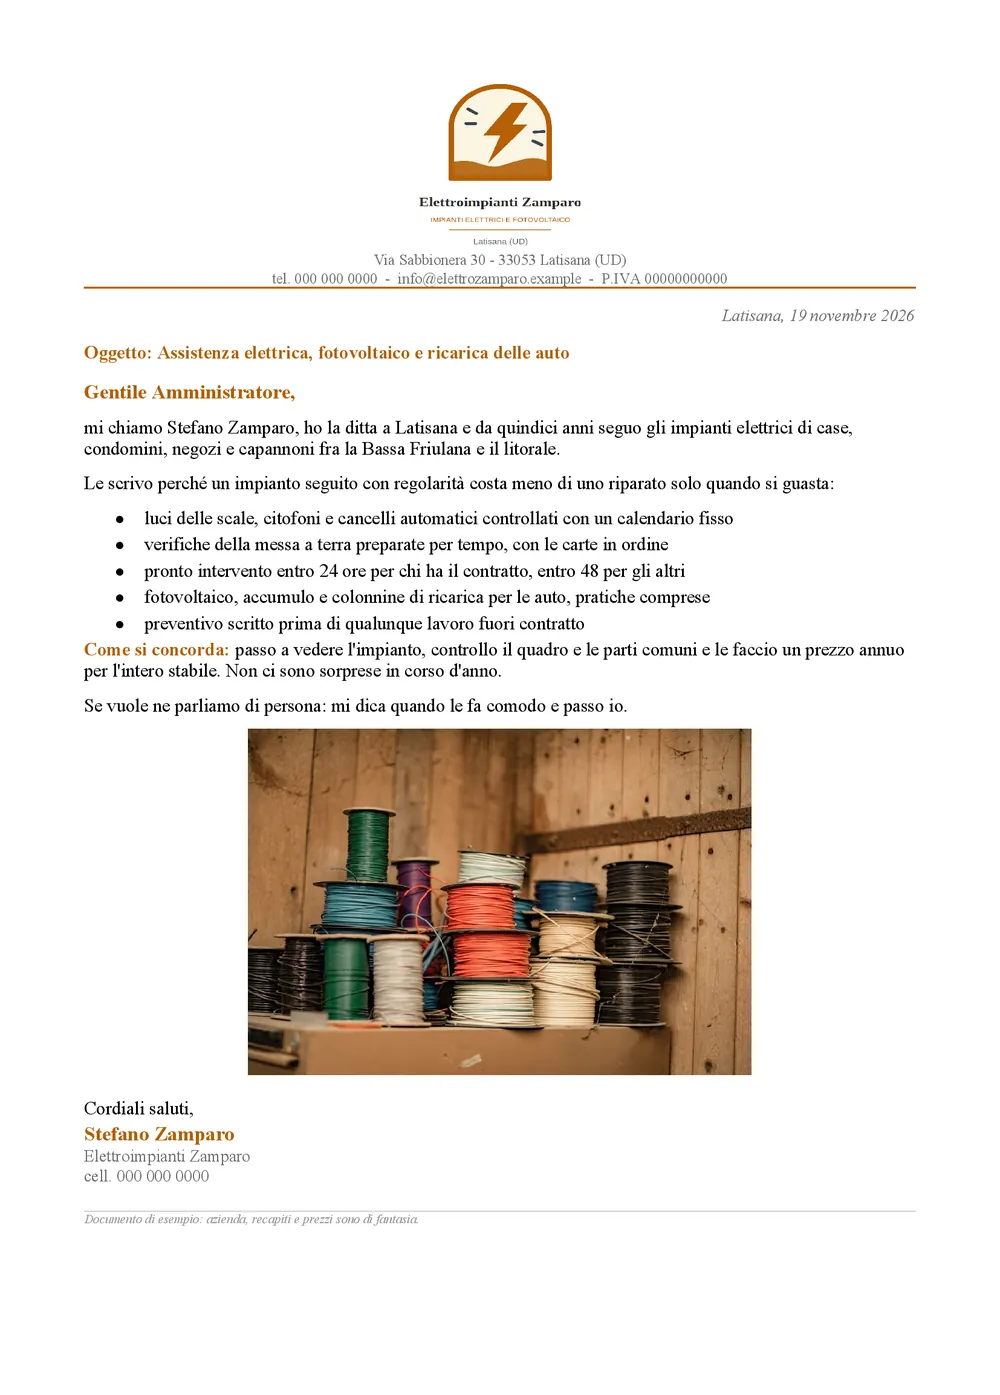 Elettroimpianti Zamparo
IMPIANTI ELETTRICI E FOTOVOLTAICO
Latisana (UD)
Via Sabbionera 30 - 33053 Latisana (UD)
tel. 000 000 0000 - info@elettrozamparo.example - P.IVA 00000000000
Latisana, 19 novembre 2026
Oggetto: Assistenza elettrica, fotovoltaico e ricarica delle auto
Gentile Amministratore,
mi chiamo Stefano Zamparo, ho la ditta a Latisana e da quindici anni seguo gli impianti elettrici di case,
condomini, negozi e capannoni fra la Bassa Friulana e il litorale.
Le scrivo perché un impianto seguito con regolarità costa meno di uno riparato solo quando si guasta:
● luci delle scale, citofoni e cancelli automatici controllati con un calendario fisso
● verifiche della messa a terra preparate per tempo, con le carte in ordine
● pronto intervento entro 24 ore per chi ha il contratto, entro 48 per gli altri
● fotovoltaico, accumulo e colonnine di ricarica per le auto, pratiche comprese
● preventivo scritto prima di qualunque lavoro fuori contratto
Come si concorda: passo a vedere l'impianto, controllo il quadro e le parti comuni e le faccio un prezzo annuo
per l'intero stabile. Non ci sono sorprese in corso d'anno.
Se vuole ne parliamo di persona: mi dica quando le fa comodo e passo io.
Cordiali saluti,
Stefano Zamparo
Elettroimpianti Zamparo
cell. 000 000 0000
Documento di esempio: azienda, recapiti e prezzi sono di fantasia.